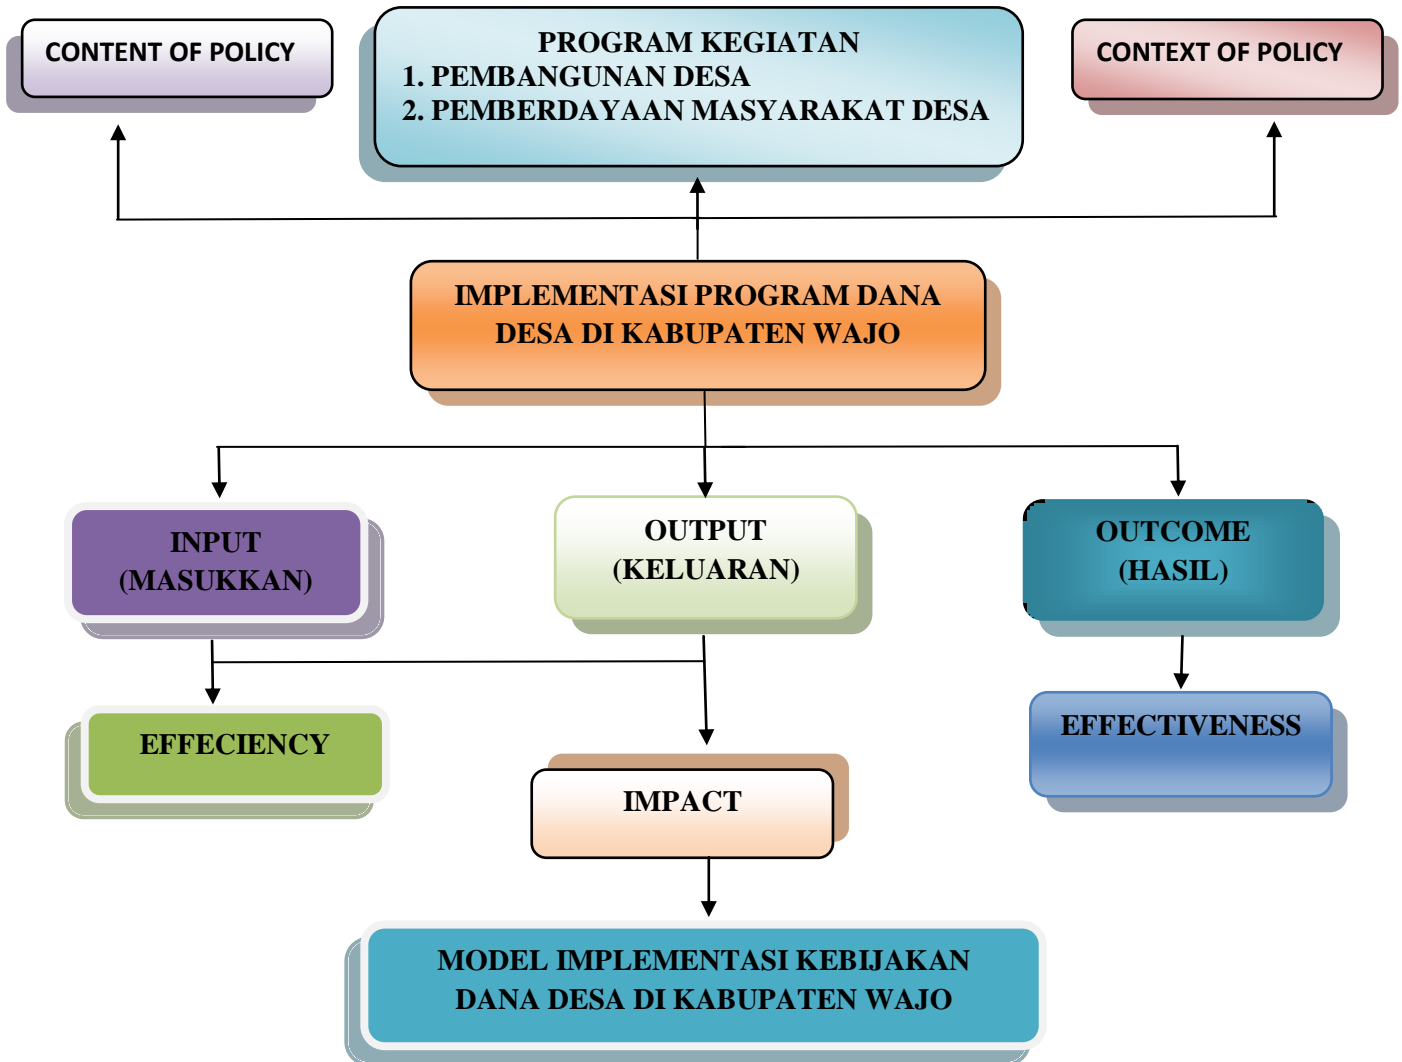 CONTENT OF POLICY
PROGRAM KEGIATAN
1. PEMBANGUNAN DESA
2. PEMBERDAYAAN MASYARAKAT DESA
CONTEXT OF POLICY
IMPLEMENTASI PROGRAM DANA
DESA DI KABUPATEN WAJO
INPUT
(MASUKKAN)
OUTPUT
(KELUARAN)
OUTCOME
(HASIL)
EFFECIENCY
IMPACT
EFFECTIVENESS
MODEL IMPLEMENTASI KEBIJAKAN
DANA DESA DI KABUPATEN WAJO